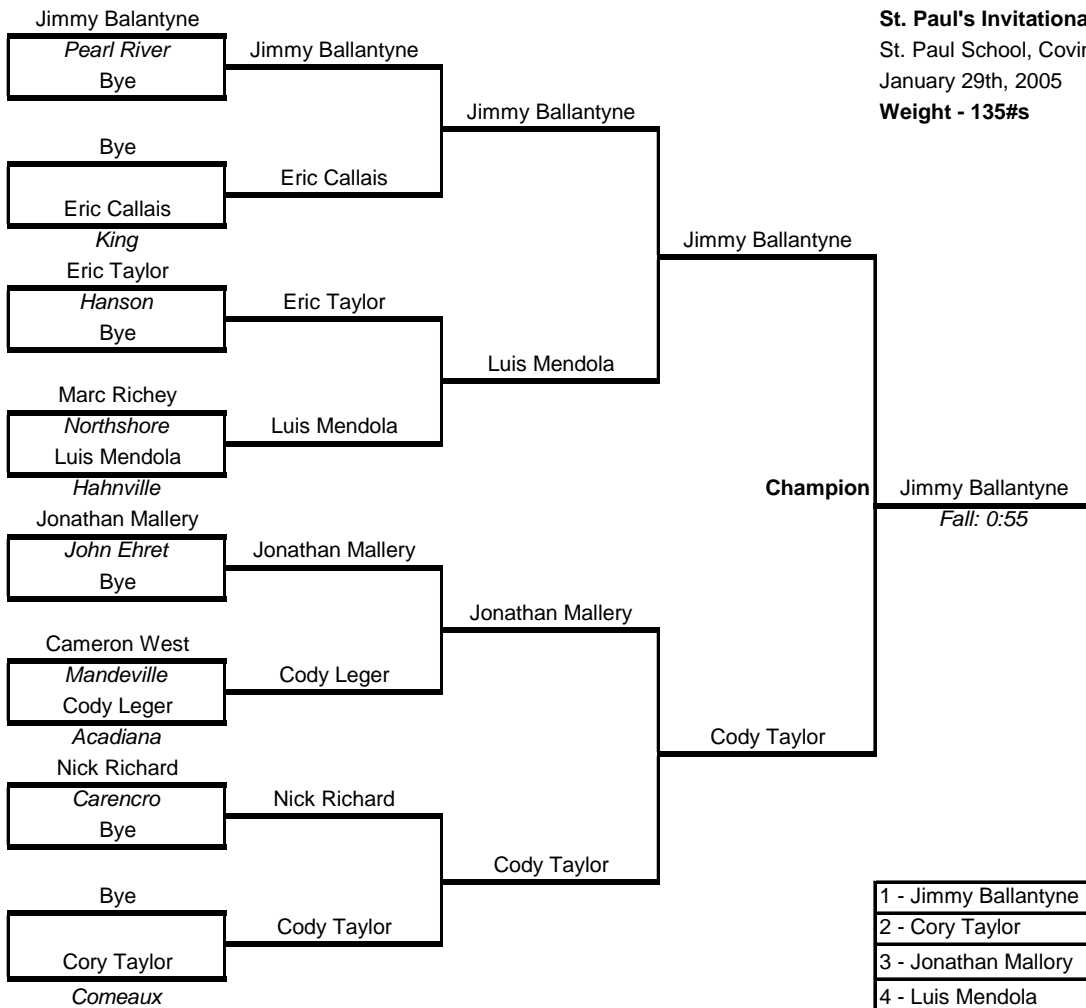 St. Paul's Invitationa
St. Paul School, Covin
January 29th, 2005
Weight - 135#s
Jimmy Balantyne
Pearl River
Bye
Bye
Eric Callais
King
Eric Taylor
Hanson
Bye
Marc Richey
Northshore
Luis Mendola
Hahnville
Jonathan Mallery
John Ehret
Bye
Cameron West
Mandeville
Cody Leger
Acadiana
Nick Richard
Carencro
Bye
Bye
Cory Taylor
Comeaux
Jimmy Ballantyne
Eric Callais
Eric Taylor
Luis Mendola
Jonathan Mallery
Cody Leger
Nick Richard
Cody Taylor
Jimmy Ballantyne
Luis Mendola
Jonathan Mallery
Cody Taylor
Jimmy Ballantyne
Cody Taylor
Champion
Jimmy Ballantyne
Fall: 0:55
1 - Jimmy Ballantyne
2 - Cory Taylor
3 - Jonathan Mallory
4 - Luis Mendola